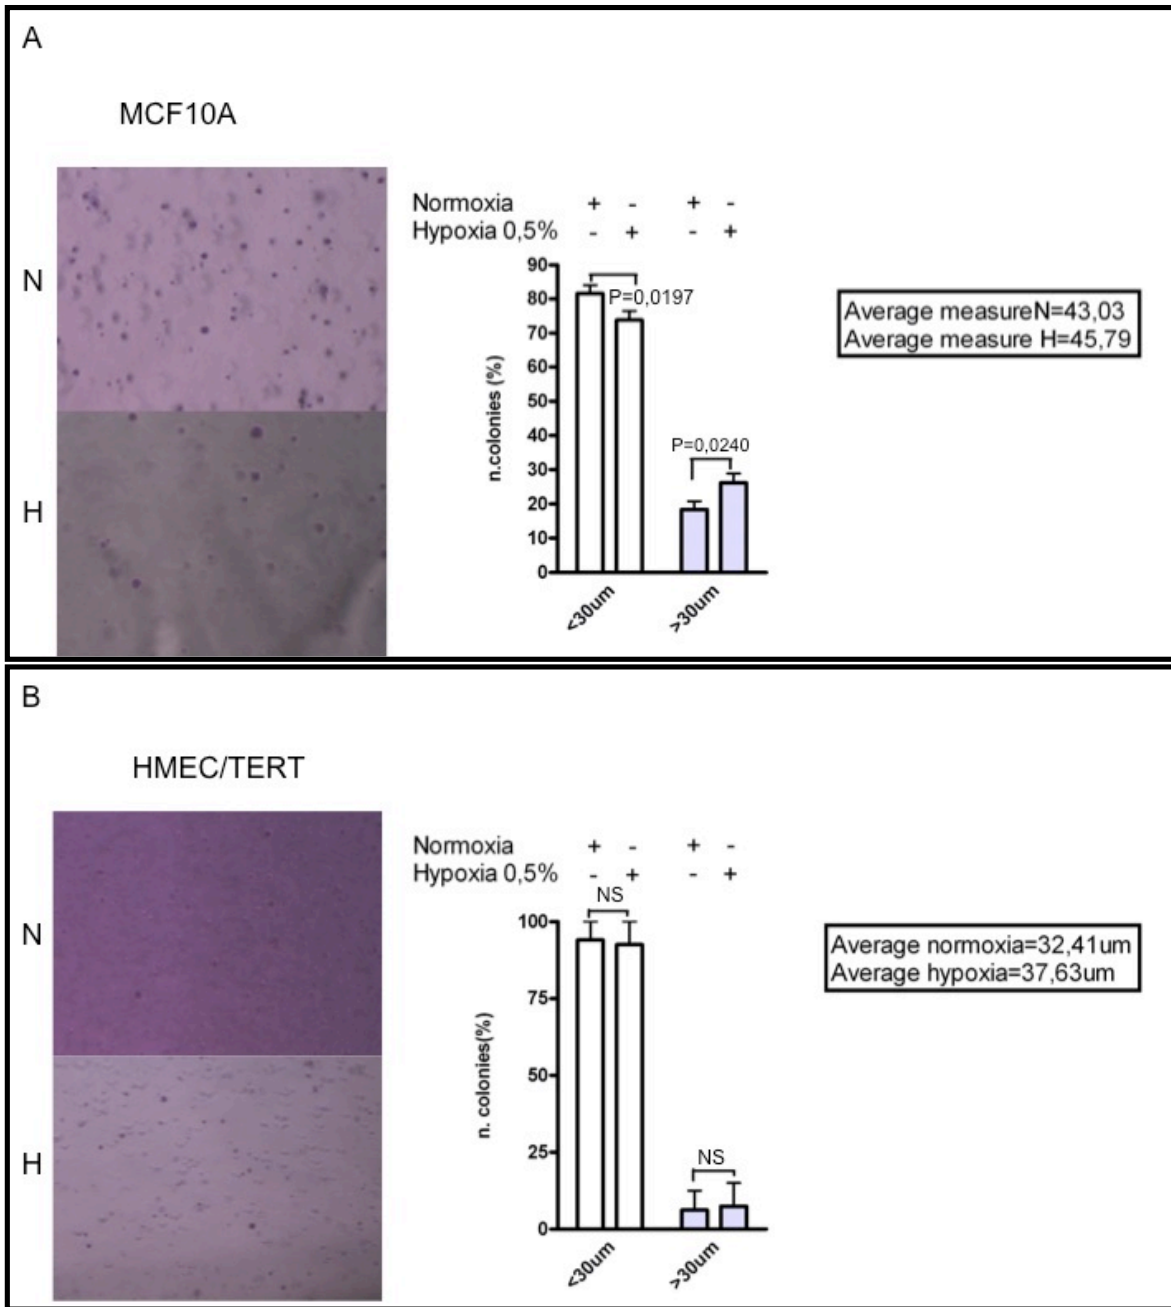 A
MCF10A
N
H
Normoxia + - + -
Hypoxia 0,5% - + - +
n.colonies (%)
90
80
70
60
50
40
30
20
10
0
P=0,0197
P=0,0240
<30um
>30um
Average measureN=43,03
Average measure H=45,79
B
HMEC/TERT
N
H
Normoxia + - + -
Hypoxia 0,5% - + - +
NS
n. colonies(%)
100
75
50
25
0
NS
<30um
>30um
Average normoxia=32,41um
Average hypoxia=37,63um